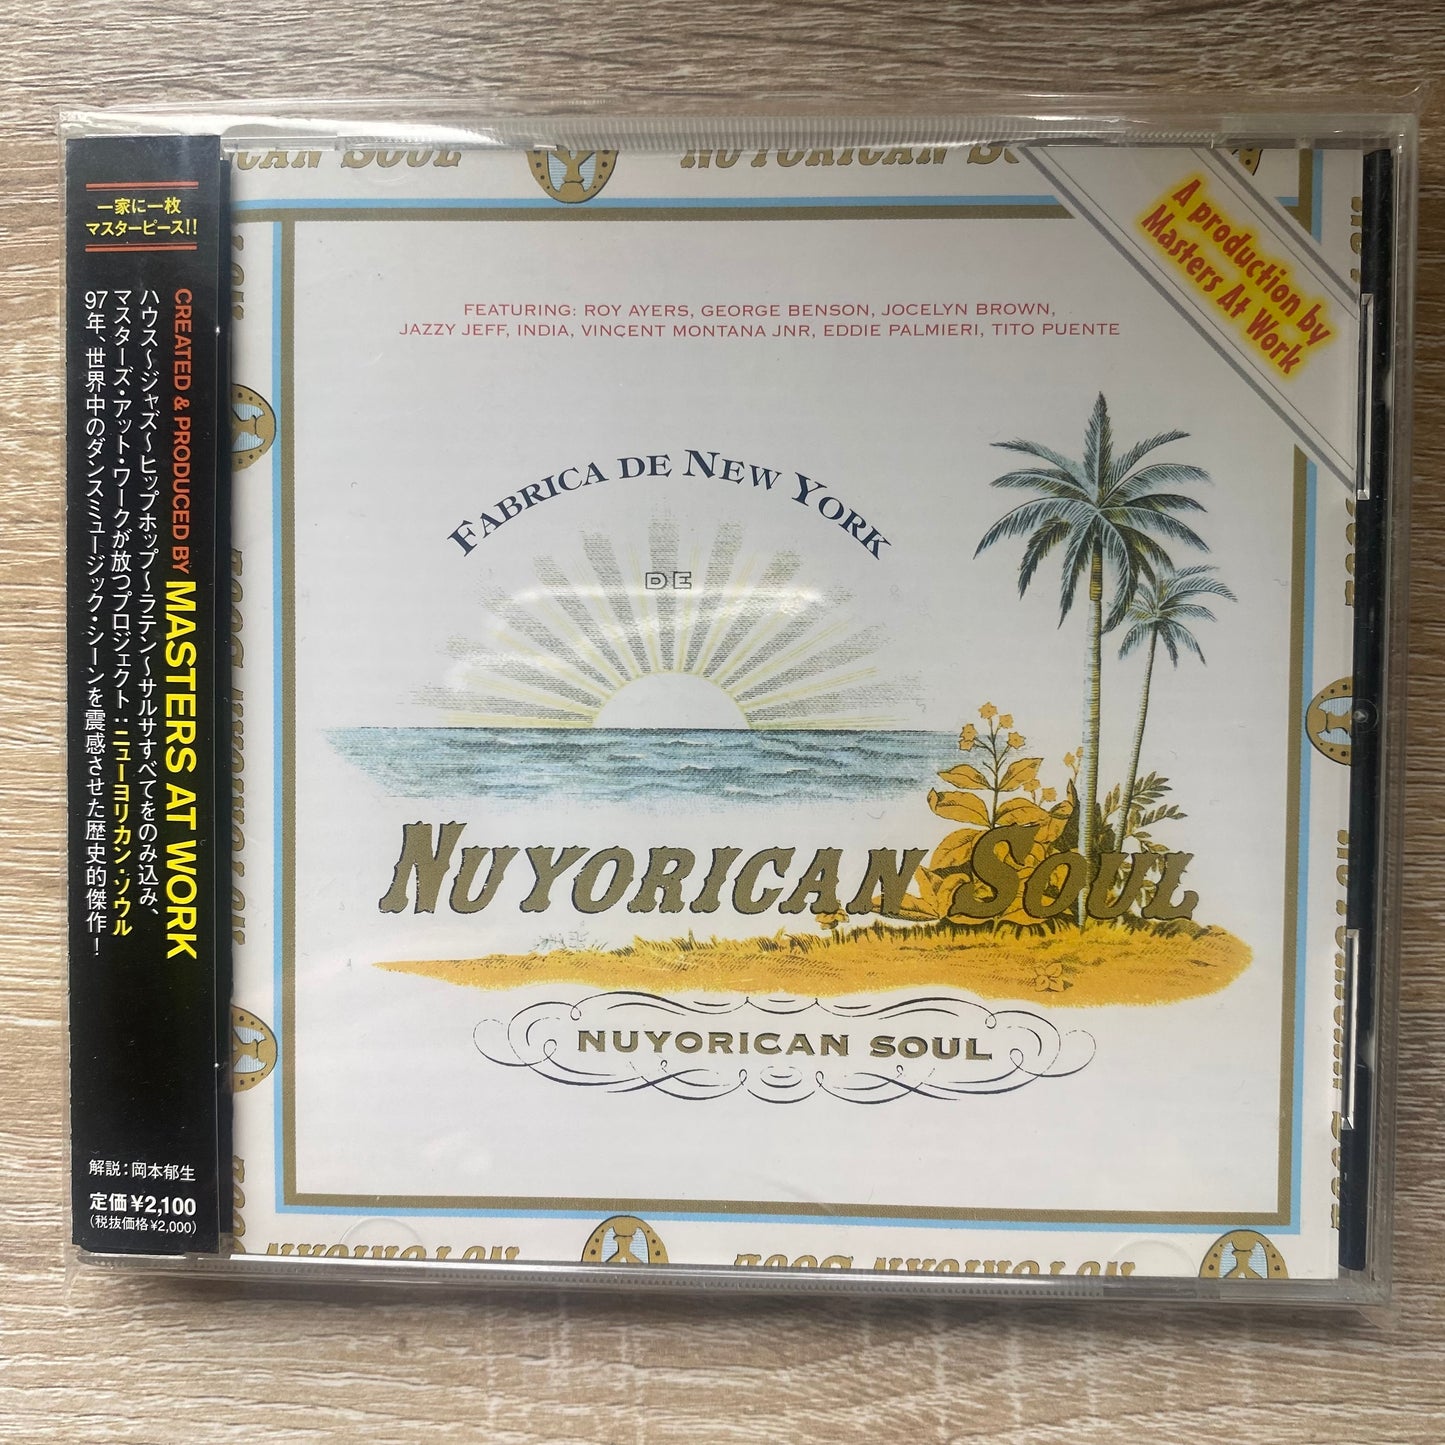 一家に一枚
マスターピース!!
CREATED & PRODUCED BY MASTERS AT WORK
ハウス～ジャズ～ヒップホップ～ラテン～サルサすべてをのみ込み、
マスターズ・アット・ワークが放つプロジェクト::ニューヨリカン・ソウル
97年、世界中のダンスミュージック・シーンを震感させた歴史的傑作!
解説:岡本郁生
定価¥2,100
(税抜価格¥2,000)
NUYORICAN SOUL
A production by
Masters At Work
FEATURING: ROY AYERS, GEORGE BENSON, JOCELYN BROWN,
JAZZY JEFF, INDIA, VINCENT MONTANA JNR, EDDIE PALMIERI, TITO PUENTE
FABRICA DE NEW YORK
DE
NUYORICAN SOUL
NUYORICAN SOUL